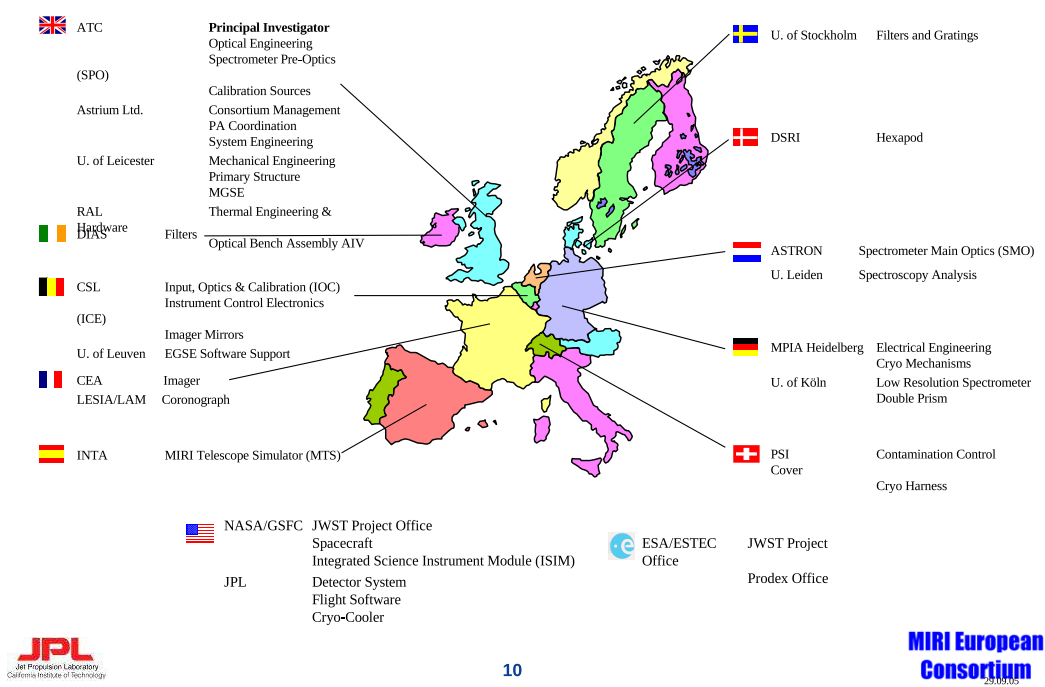 ATC Principal Investigator
Optical Engineering
Spectrometer Pre-Optics
(SPO)
Calibration Sources
Astrium Ltd. Consortium Management
PA Coordination
System Engineering
U. of Leicester Mechanical Engineering
Primary Structure
MGSE
RAL Thermal Engineering &
Hardware
Optical Bench Assembly AIV
DIAS Filters
CSL Input, Optics & Calibration (IOC)
Instrument Control Electronics
(ICE)
Imager Mirrors
U. of Leuven EGSE Software Support
CEA Imager
LESIA/LAM Coronograph
INTA MIRI Telescope Simulator (MTS)
U. of Stockholm Filters and Gratings
DSRI Hexapod
ASTRON Spectrometer Main Optics (SMO)
U. Leiden Spectroscopy Analysis
MPIA Heidelberg Electrical Engineering
Cryo Mechanisms
U. of Köln Low Resolution Spectrometer
Double Prism
PSI Contamination Control
Cover
Cryo Harness
NASA/GSFC JWST Project Office
Spacecraft
Integrated Science Instrument Module (ISIM)
JPL Detector System
Flight Software
Cryo-Cooler
ESA/ESTEC JWST Project
Office
Prodex Office
JPL
Jet Propulsion Laboratory
California Institute of Technology
10
MIRI European
Consortium
29.09.05